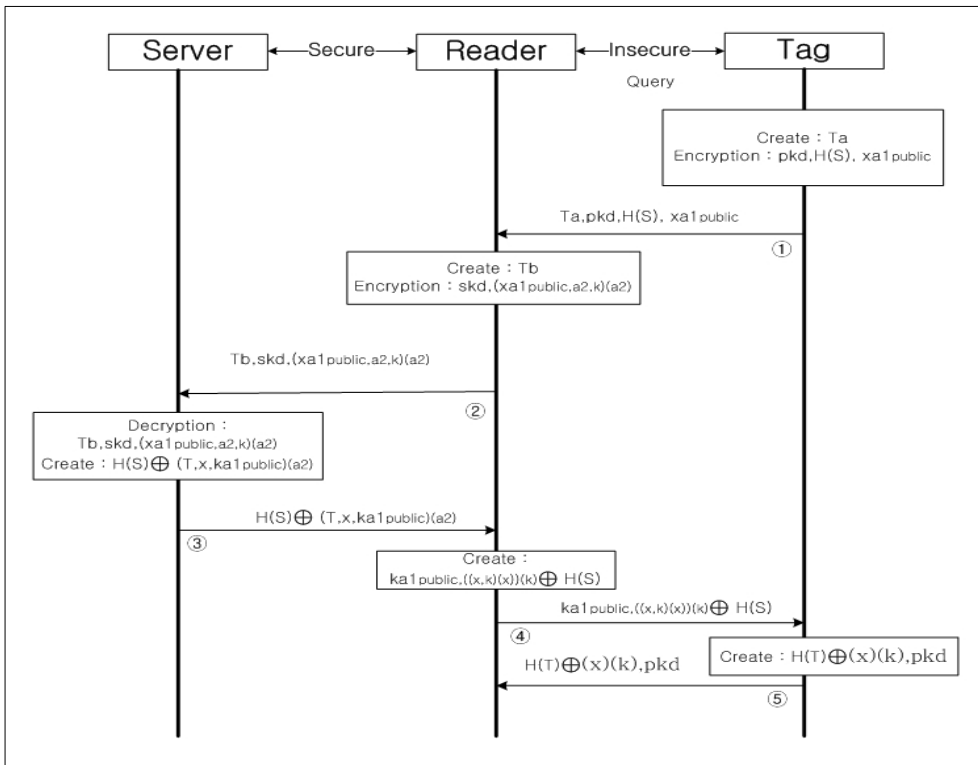 Server
Secure
Reader
Insecure
Tag
Query
Create : Ta
Encryption : pkd,H(S), xa1public
Ta,pkd,H(S), xa1public
①
Create : Tb
Encryption : skd,(xa1public,a2,k)(a2)
Tb,skd,(xa1public,a2,k)(a2)
②
Decryption :
Tb,skd,(xa1public,a2,k)(a2)
Create : H(S)⊕ (T,x,ka1public)(a2)
H(S)⊕ (T,x,ka1public)(a2)
③
Create :
ka1public,((x,k)(x))(k)⊕ H(S)
ka1public,((x,k)(x))(k)⊕ H(S)
④
Create : H(T)⊕(x)(k),pkd
H(T)⊕(x)(k),pkd
⑤